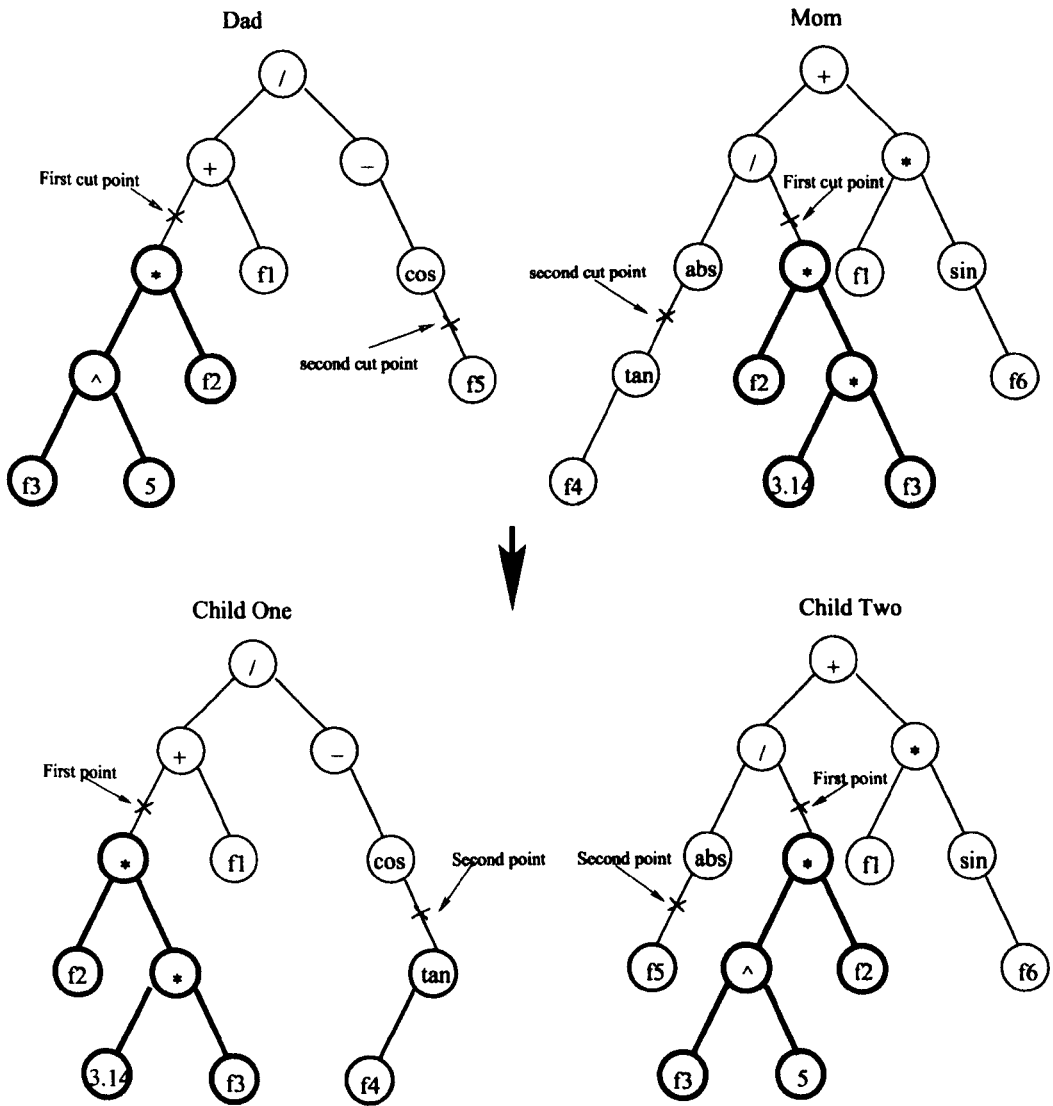 Dad
Mom
/
+
+
−
/
*
First cut point
First cut point
*
f1
cos
second cut point
abs
*
f1
sin
second cut point
^
f2
f5
tan
f2
*
f6
f3
5
f4
3.14
f3
Child One
Child Two
/
+
+
−
/
*
First point
First point
*
f1
cos
Second point
Second point
abs
*
f1
sin
f2
*
tan
f5
^
f2
f6
3.14
f3
f4
f3
5